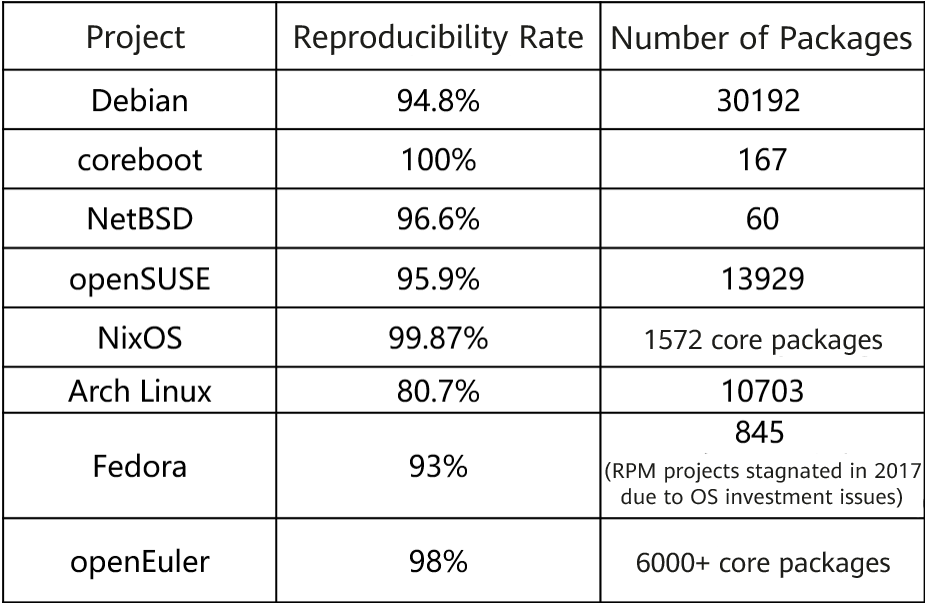 Project Reproducibility Rate Number of Packages
Debian 94.8% 30192
coreboot 100% 167
NetBSD 96.6% 60
openSUSE 95.9% 13929
NixOS 99.87% 1572 core packages
Arch Linux 80.7% 10703
Fedora 93% 845
(RPM projects stagnated in 2017
due to OS investment issues)
openEuler 98% 6000+ core packages